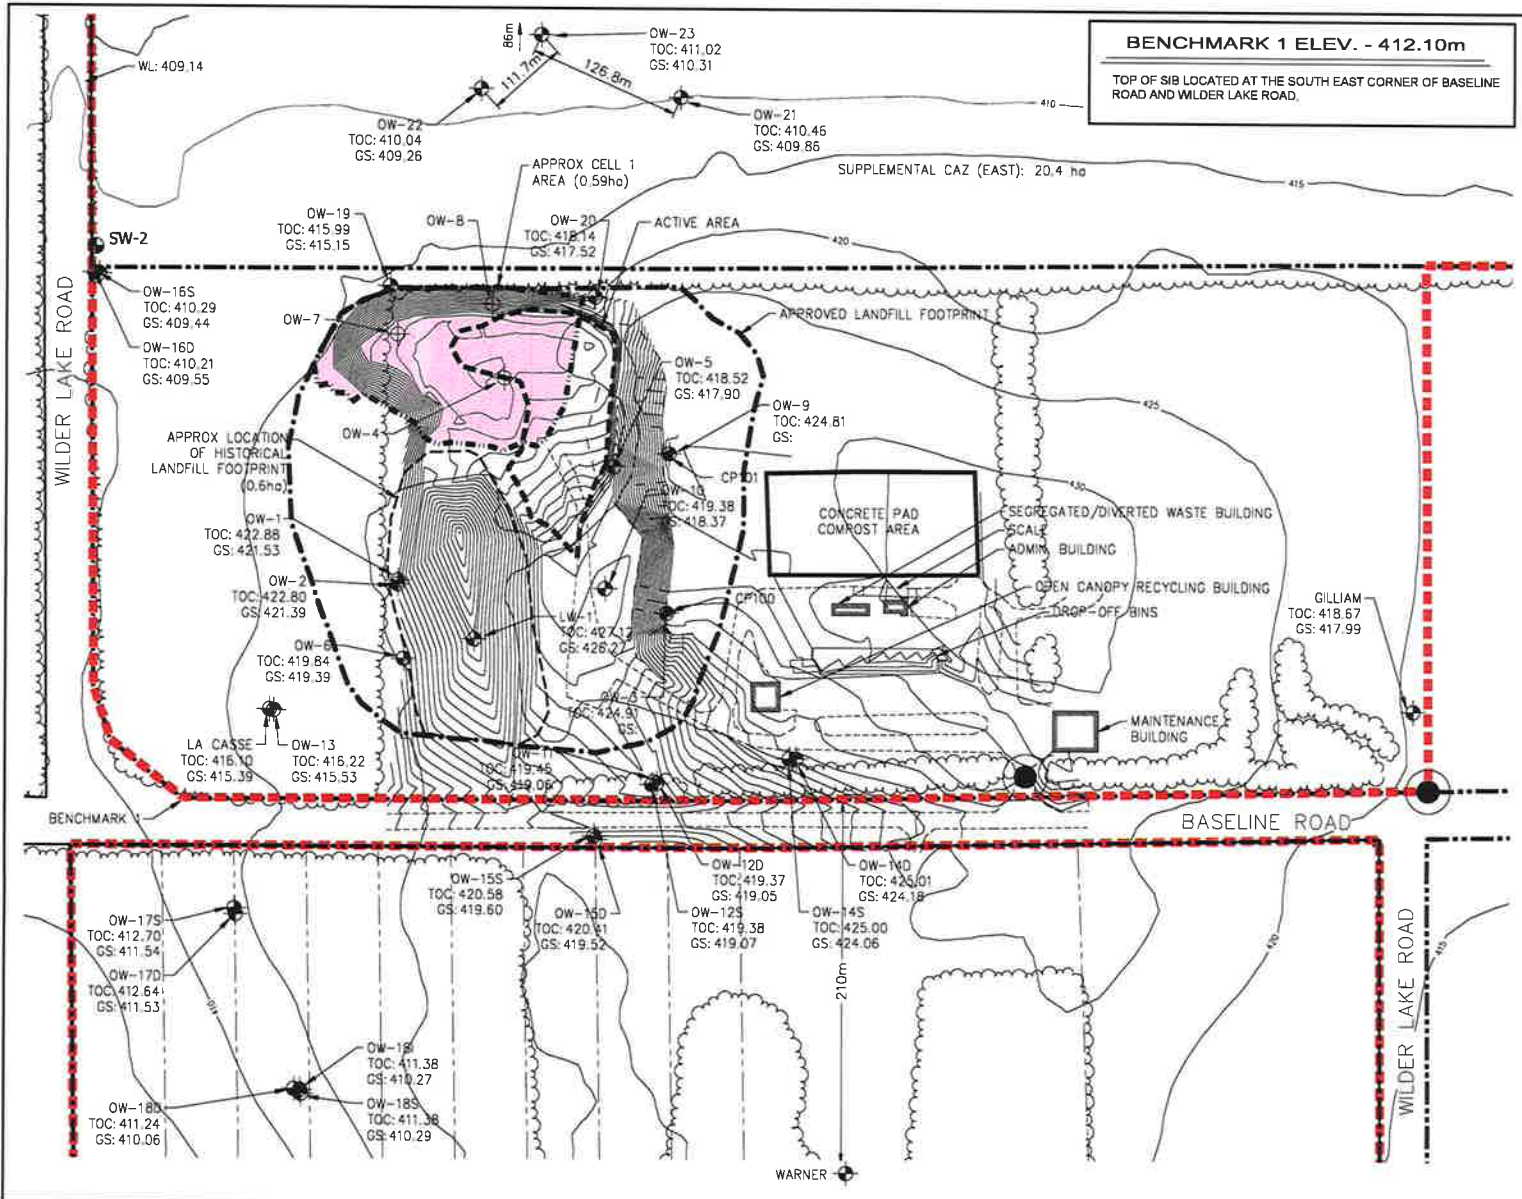 BENCHMARK 1 ELEV. - 412.10m
TOP OF SIB LOCATED AT THE SOUTH EAST CORNER OF BASELINE
ROAD AND WILDER LAKE ROAD.
WL: 409.14
86m
OW-23
TOC: 411.02
GS: 410.31
111.7m
126.8m
OW-22
TOC: 410.04
GS: 409.26
OW-21
TOC: 410.46
GS: 409.86
410
APPROX CELL 1
AREA (0.59ha)
SUPPLEMENTAL CAZ (EAST): 20.4 ha
415
OW-19
TOC: 415.99
GS: 415.15
OW-8
OW-20
TOC: 418.14
GS: 417.52
ACTIVE AREA
420
SW-2
WILDER LAKE ROAD
OW-16S
TOC: 410.29
GS: 409.44
OW-16D
TOC: 410.21
GS: 409.55
OW-7
APPROVED LANDFILL FOOTPRINT
OW-5
TOC: 418.52
GS: 417.90
OW-9
TOC: 424.81
GS:
425
OW-4
APPROX LOCATION
OF HISTORICAL
LANDFILL FOOTPRINT
(0.6ha)
CP101
OW-10
TOC: 419.38
GS: 418.37
430
CONCRETE PAD
COMPOST AREA
SEGREGATED/DIVERTED WASTE BUILDING
SCALE
ADMIN BUILDING
OPEN CANOPY RECYCLING BUILDING
DROP-OFF BINS
OW-1
TOC: 422.88
GS: 421.53
OW-2
TOC: 422.80
GS: 421.39
CP100
LW-1
TOC: 427.12
GS: 426.2
GILLIAM
TOC: 418.67
GS: 417.99
OW-6
TOC: 419.84
GS: 419.39
OW-3
TOC: 424.91
GS:
LA CASSE
TOC: 416.10
GS: 415.39
OW-13
TOC: 416.22
GS: 415.53
OW-11
TOC: 419.45
GS: 419.06
MAINTENANCE
BUILDING
BENCHMARK 1
BASELINE ROAD
OW-15S
TOC: 420.58
GS: 419.60
OW-15D
TOC: 420.41
GS: 419.52
OW-12D
TOC: 419.37
GS: 419.05
OW-12S
TOC: 419.38
GS: 419.07
OW-14D
TOC: 425.01
GS: 424.18
OW-14S
TOC: 425.00
GS: 424.06
OW-17S
TOC: 412.70
GS: 411.54
OW-17D
TOC: 412.64
GS: 411.53
410
210m
420
415
WILDER LAKE ROAD
OW-18I
TOC: 411.38
GS: 410.27
OW-18S
TOC: 411.38
GS: 410.29
OW-18D
TOC: 411.24
GS: 410.06
WARNER